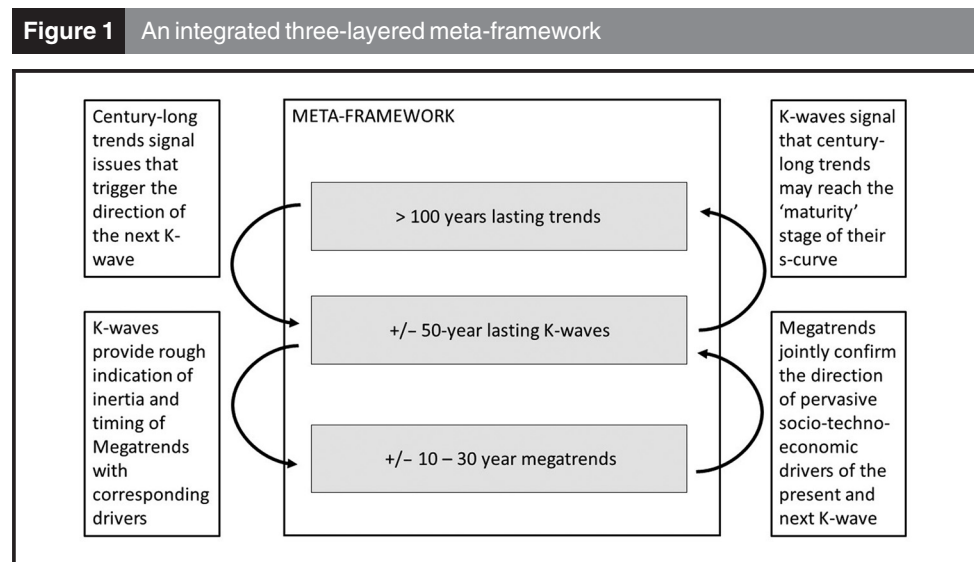 Figure 1 An integrated three-layered meta-framework
Century-long
trends signal
issues that
trigger the
direction of
the next K-
wave
K-waves
provide rough
indication of
inertia and
timing of
Megatrends
with
corresponding
drivers
META-FRAMEWORK
> 100 years lasting trends
+/− 50-year lasting K-waves
+/− 10 – 30 year megatrends
K-waves signal
that century-
long trends
may reach the
‘maturity’
stage of their
s-curve
Megatrends
jointly confirm
the direction
of pervasive
socio-techno-
economic
drivers of the
present and
next K-wave